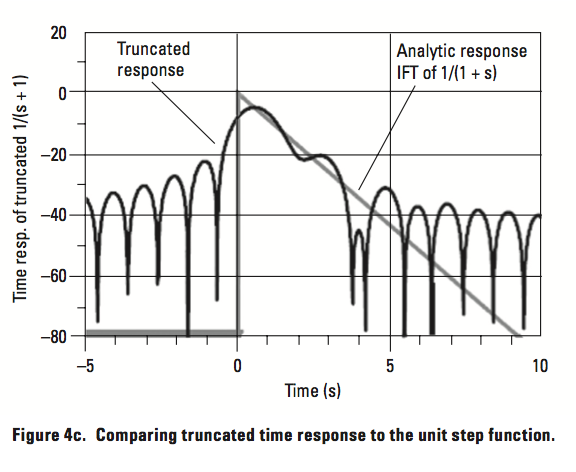 20
0
−20
−40
−60
−80
−5
0
5
10
Time resp. of truncated 1/(s + 1)
Time (s)
Truncated
response
Analytic response
IFT of 1/(1 + s)
Figure 4c. Comparing truncated time response to the unit step function.